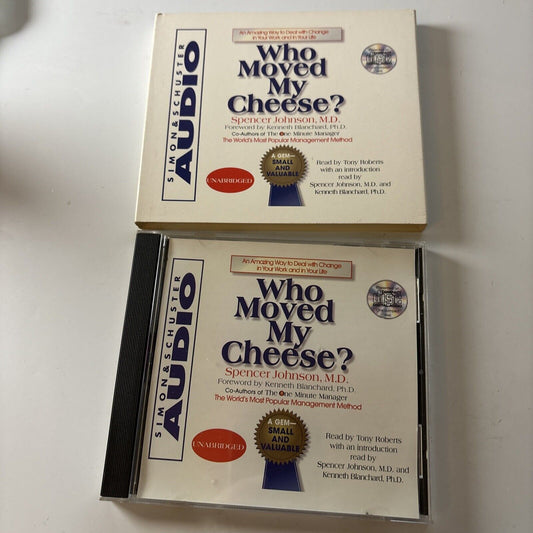 SIMON & SCHUSTER
AUDIO
An Amazing Way to Deal with Change
in Your Work and in Your Life
Who
Moved
My
Cheese?
Spencer Johnson, M.D.
Foreword by Kenneth Blanchard, Ph.D.
Co-Authors of The One Minute Manager
The World's Most Popular Management Method
UNABRIDGED
A GEM—
SMALL
AND
VALUABLE
Read by Tony Roberts
with an introduction
read by
Spencer Johnson, M.D. and
Kenneth Blanchard, Ph.D.
SIMON & SCHUSTER
AUDIO
An Amazing Way to Deal with Change
in Your Work and in Your Life
Who
Moved
My
Cheese?
Spencer Johnson, M.D.
Foreword by Kenneth Blanchard, Ph.D.
Co-Authors of The One Minute Manager
The World's Most Popular Management Method
UNABRIDGED
A GEM—
SMALL
AND
VALUABLE
Read by Tony Roberts
with an introduction
read by
Spencer Johnson, M.D. and
Kenneth Blanchard, Ph.D.